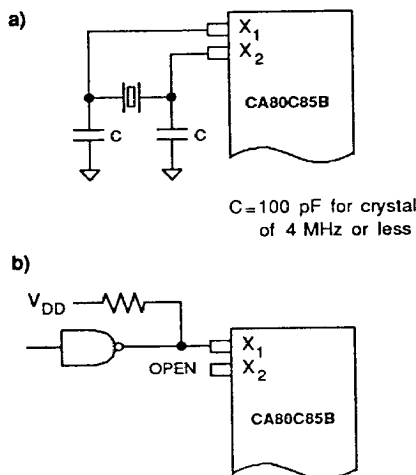 a)
X1
X2
CA80C85B
C
C
C=100 pF for crystal
of 4 MHz or less
b)
VDD
X1
OPEN
X2
CA80C85B